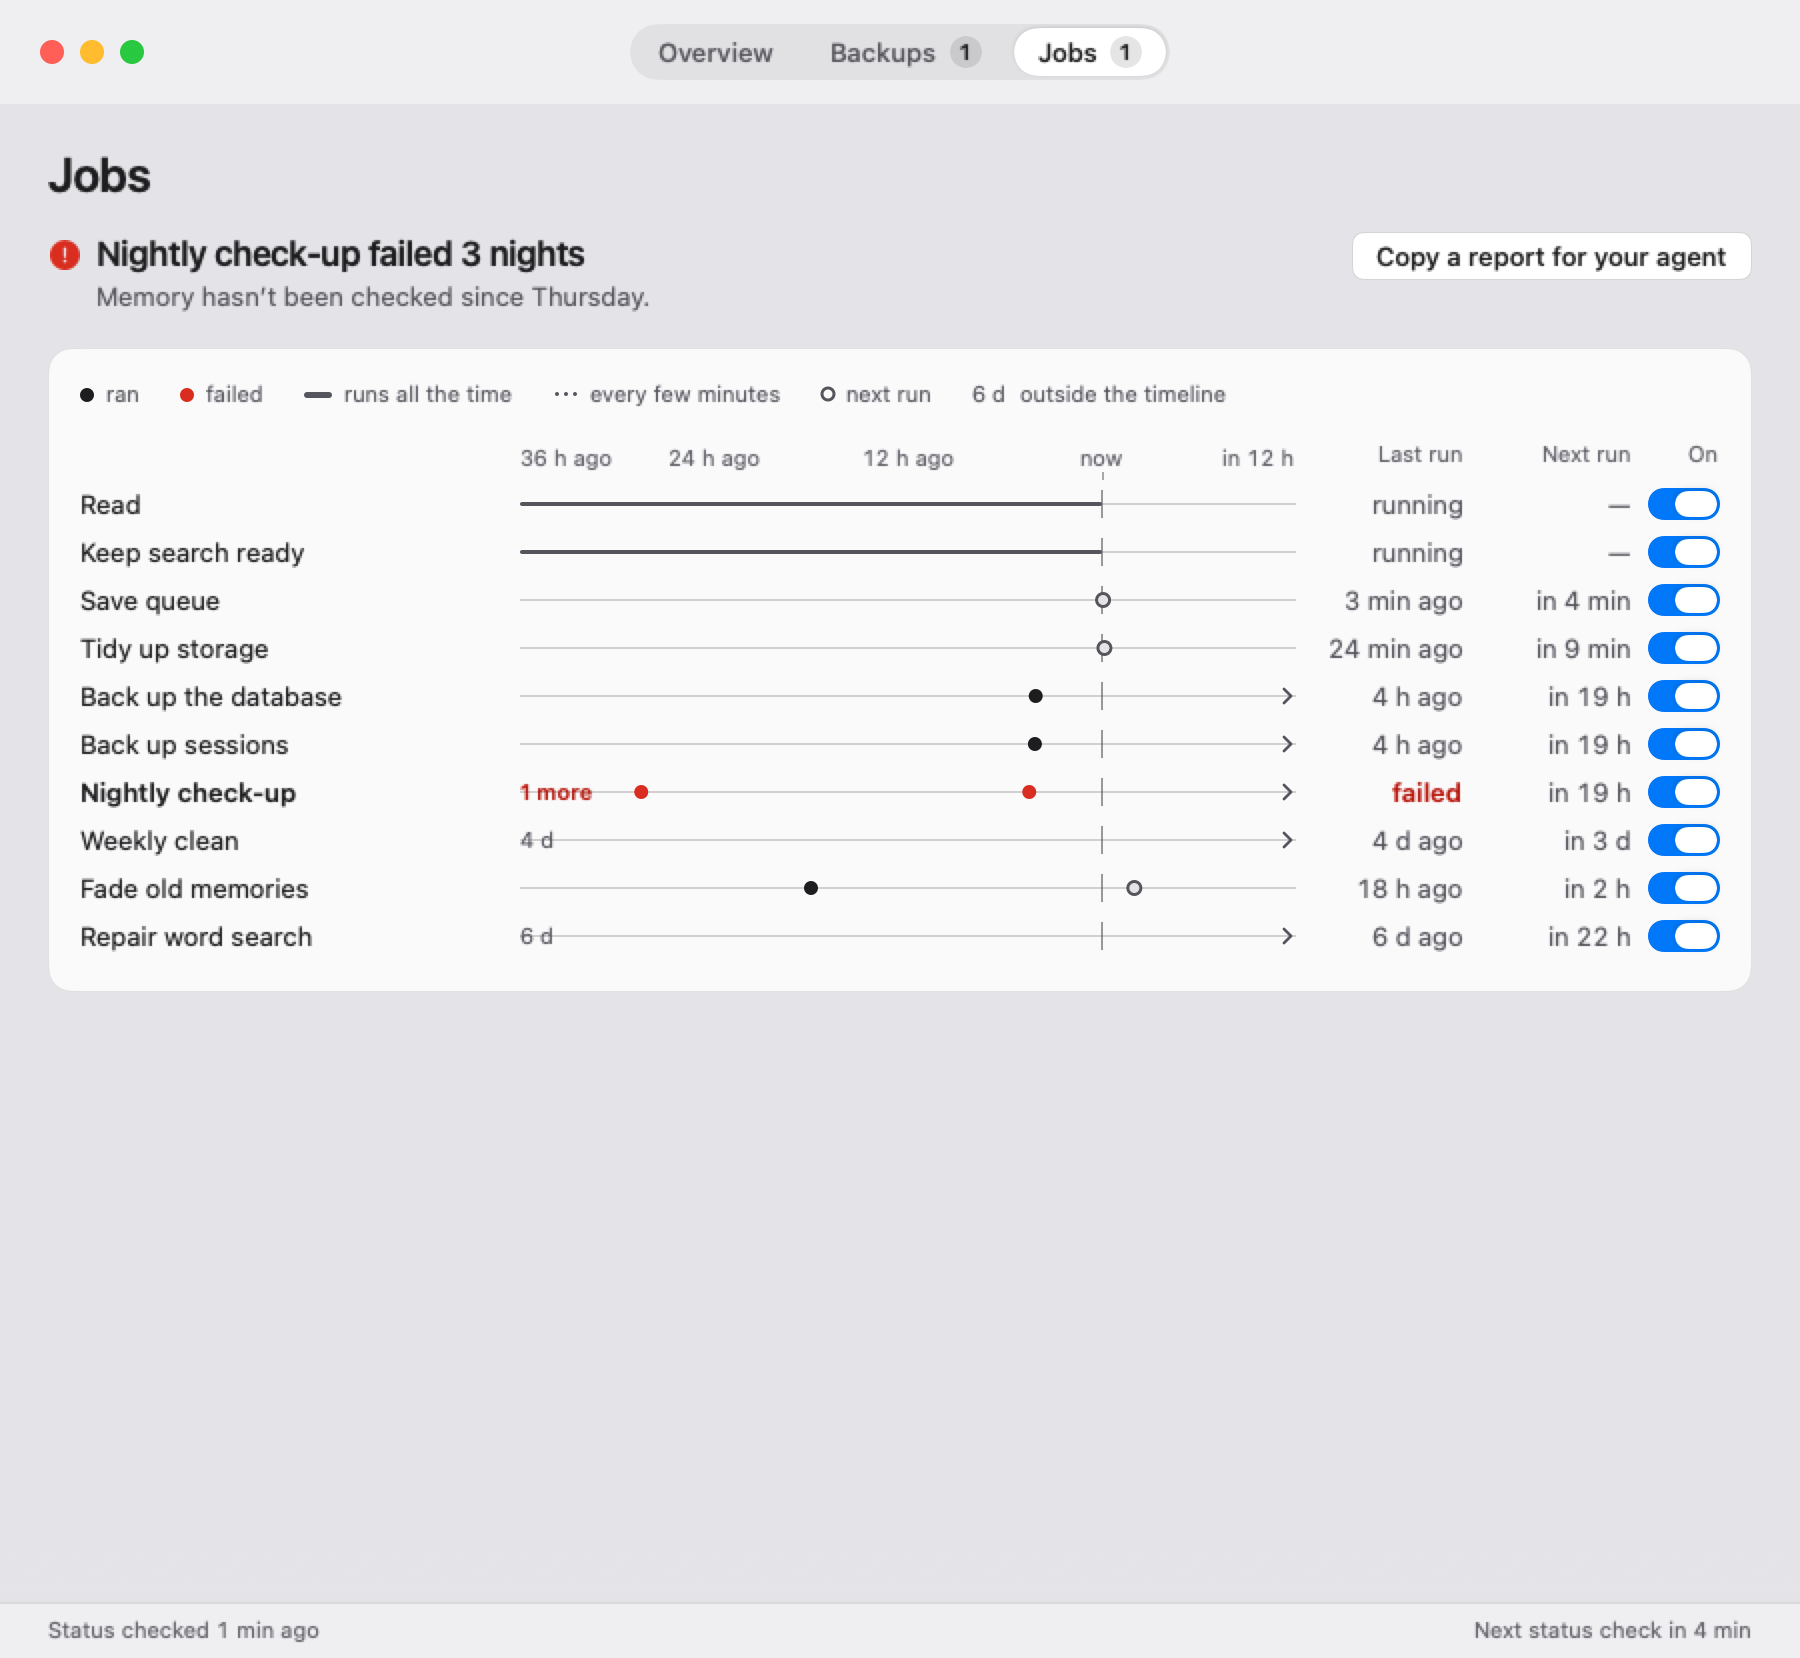 Overview Backups 1 Jobs 1
Jobs
! Nightly check-up failed 3 nights
Copy a report for your agent
Memory hasn't been checked since Thursday.
ran failed runs all the time every few minutes next run 6 d outside the timeline
36 h ago 24 h ago 12 h ago now in 12 h Last run Next run On
Read running —
Keep search ready running —
Save queue 3 min ago in 4 min
Tidy up storage 24 min ago in 9 min
Back up the database 4 h ago in 19 h
Back up sessions 4 h ago in 19 h
Nightly check-up 1 more failed in 19 h
Weekly clean 4 d 4 d ago in 3 d
Fade old memories 18 h ago in 2 h
Repair word search 6 d 6 d ago in 22 h
Status checked 1 min ago Next status check in 4 min